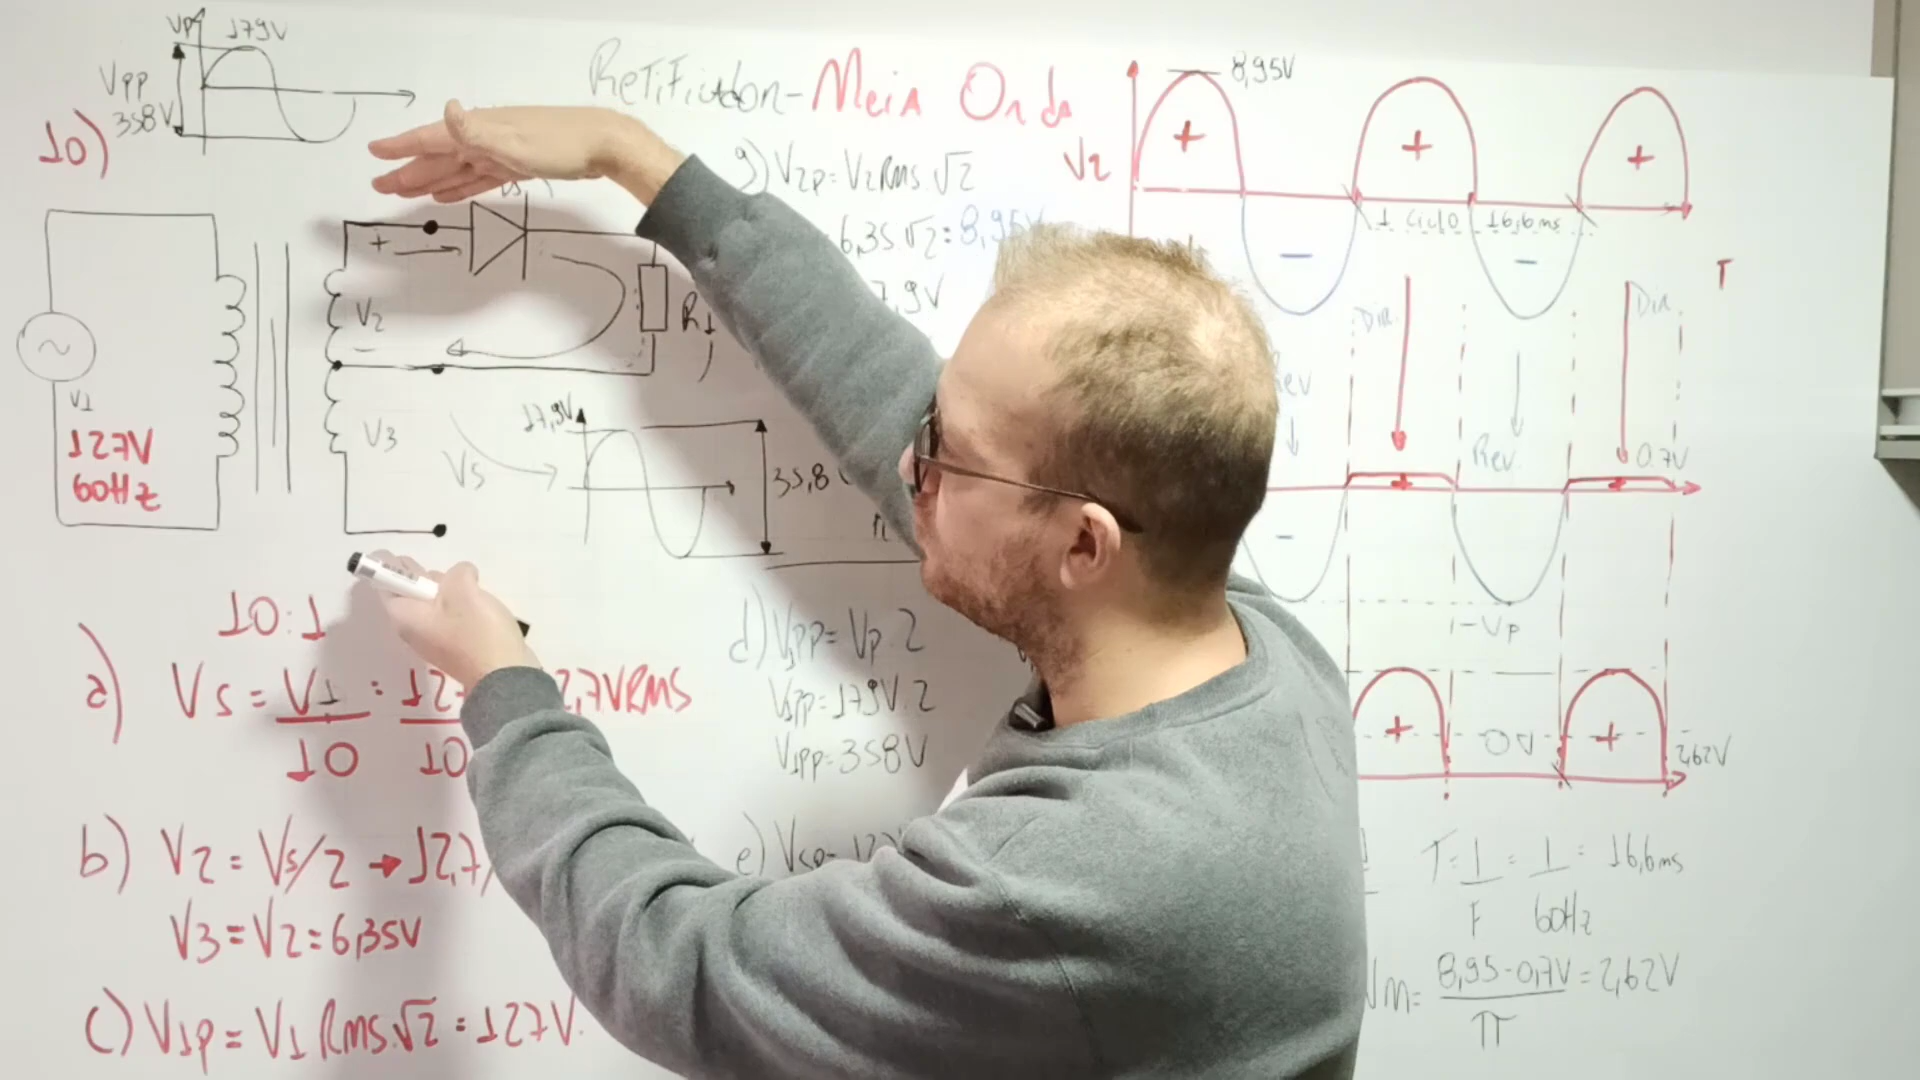 Vp
179V
Vpp
358V
10)
Retificador - Meia Onda
V2
V1
127V
60Hz
V3
R1
VS
17,9V
35,8
10:1
a) Vs = V1/10 = 127/10 2,7VRMS
b) V2 = Vs/2 → 12,7/
V3 = V2 = 6,35V
c) V1p = V1 Rms.√2 = 127V.
g) V2p = V2Rms.√2
6,35.√2 = 8,95V
7,9V
d) V1pp = Vp.2
V1pp = 179V.2
V1pp = 358V
e)
V2
8,95V
+
+
+
1 ciclo
16,6ms
-
-
T
Dir.
Dir.
Rev
Rev.
0.7V
+
+
-
-Vp
+
0V
+
2,62V
T = 1/F = 1/60Hz = 16,6ms
Vm = 8,95-0,7V/π = 2,62V